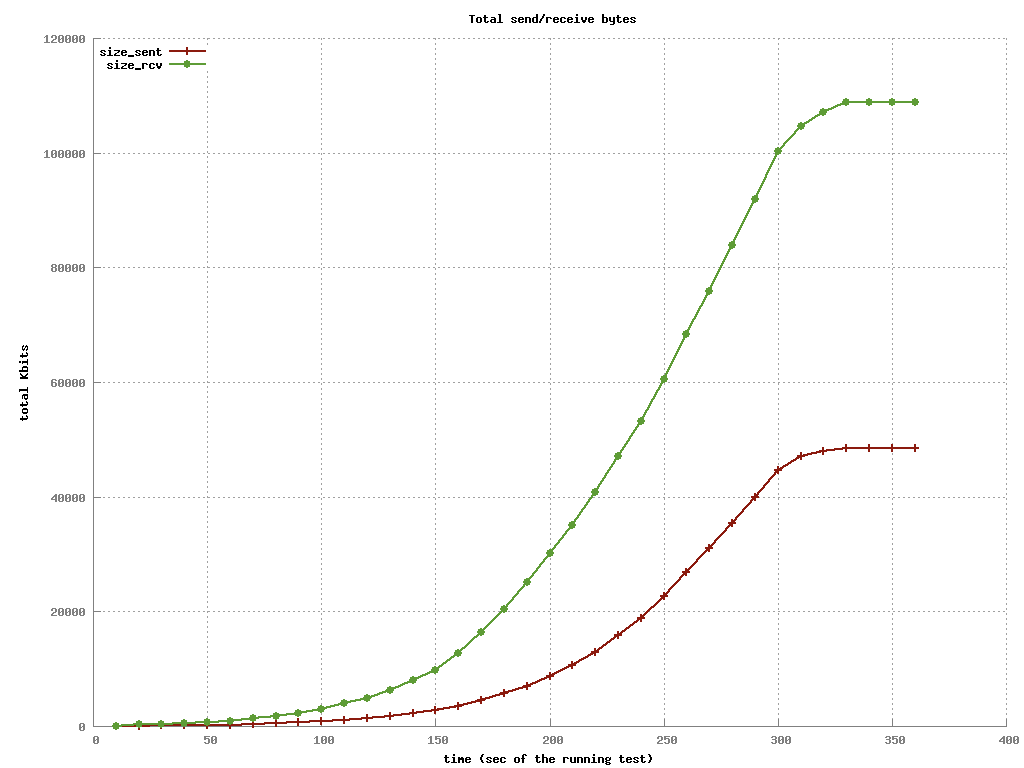 Total send/receive bytes
120000
size_sent
size_rcv
100000
80000
60000
total Kbits
40000
20000
0
0 50 100 150 200 250 300 350 400
time (sec of the running test)